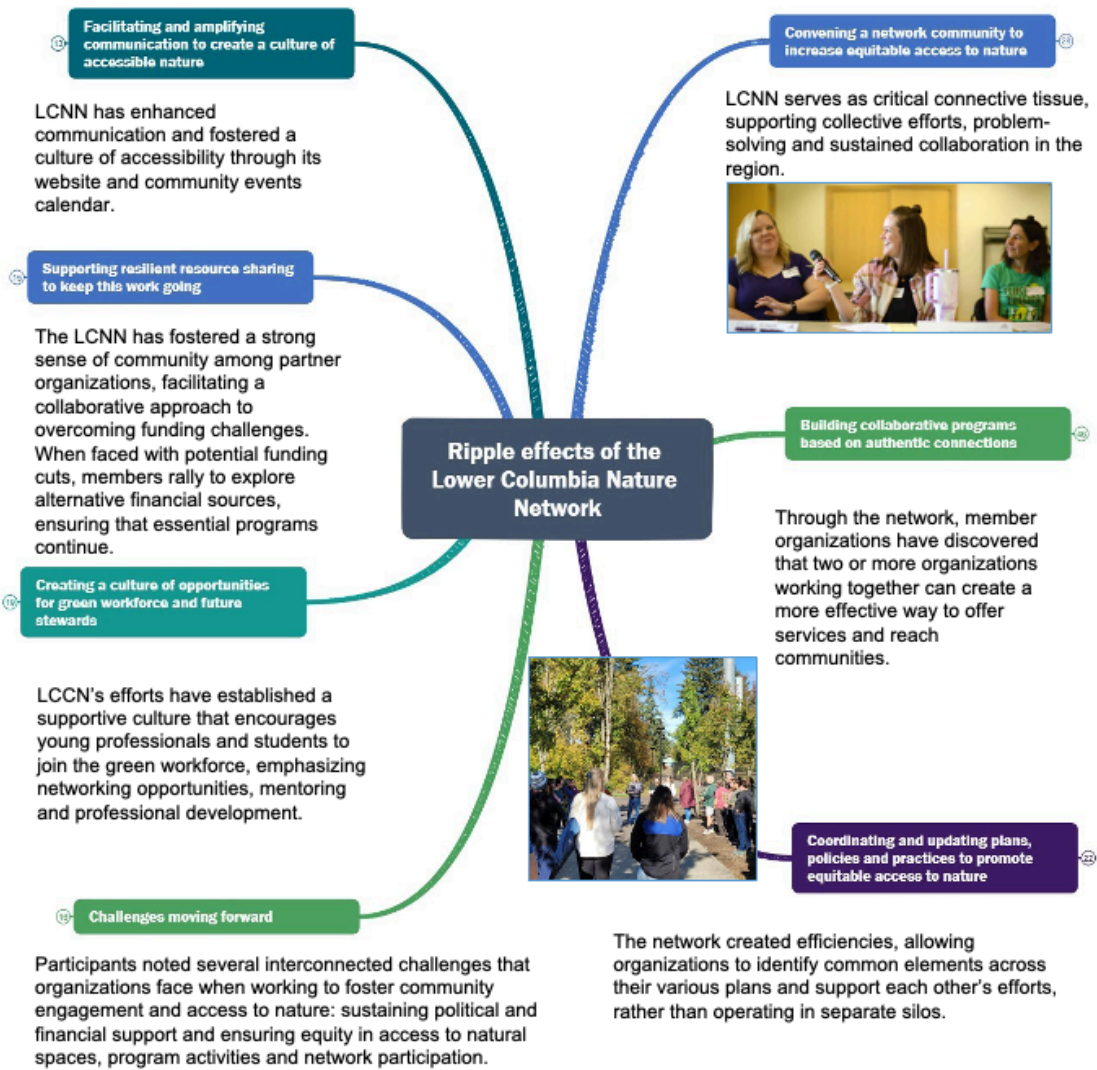 Facilitating and amplifying
communication to create a culture of
accessible nature
LCNN has enhanced
communication and fostered a
culture of accessibility through its
website and community events
calendar.
Supporting resilient resource sharing
to keep this work going
The LCNN has fostered a strong
sense of community among partner
organizations, facilitating a
collaborative approach to
overcoming funding challenges.
When faced with potential funding
cuts, members rally to explore
alternative financial sources,
ensuring that essential programs
continue.
19
Creating a culture of opportunities
for green workforce and future
stewards
LCCN’s efforts have established a
supportive culture that encourages
young professionals and students to
join the green workforce, emphasizing
networking opportunities, mentoring
and professional development.
Challenges moving forward
Participants noted several interconnected challenges that
organizations face when working to foster community
engagement and access to nature: sustaining political and
financial support and ensuring equity in access to natural
spaces, program activities and network participation.
Ripple effects of the
Lower Columbia Nature
Network
Convening a network community to
increase equitable access to nature
LCNN serves as critical connective tissue,
supporting collective efforts, problem-
solving and sustained collaboration in the
region.
Building collaborative programs
based on authentic connections
Through the network, member
organizations have discovered
that two or more organizations
working together can create a
more effective way to offer
services and reach
communities.
Coordinating and updating plans,
policies and practices to promote
equitable access to nature
22
The network created efficiencies, allowing
organizations to identify common elements across
their various plans and support each other’s efforts,
rather than operating in separate silos.